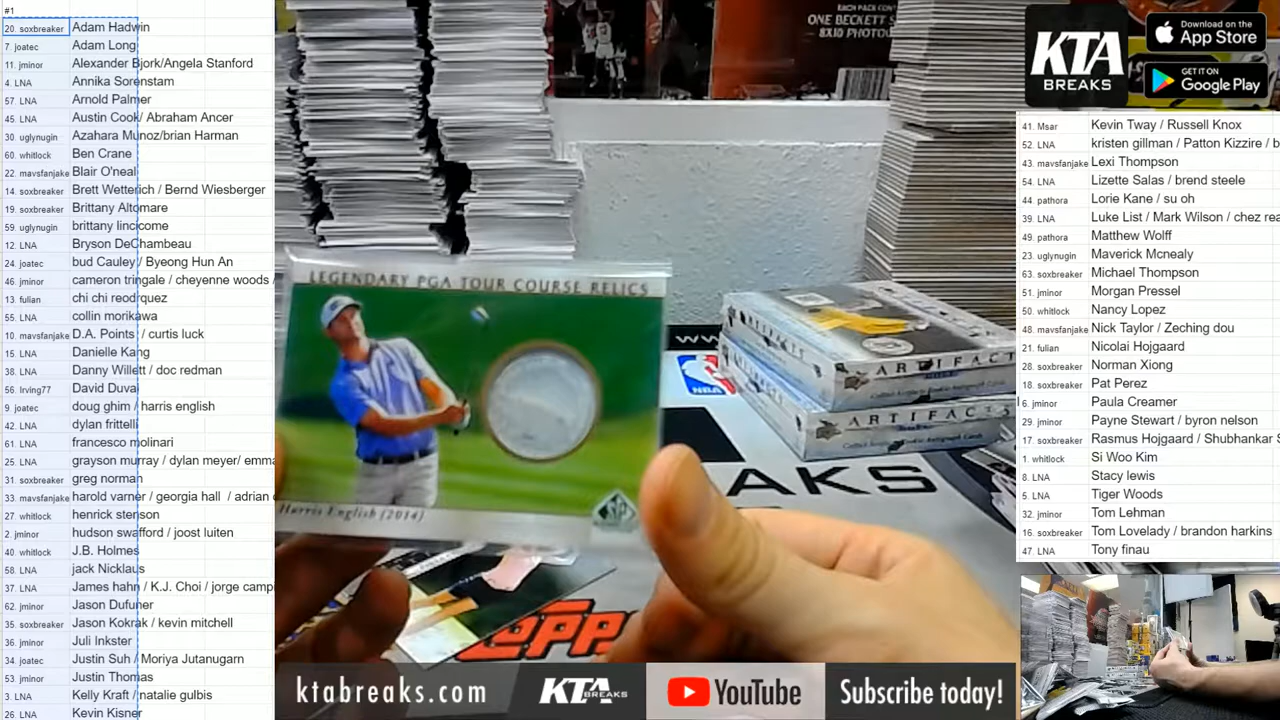 #1
20. soxbreaker Adam Hadwin
7. joatec Adam Long
11. jminor Alexander Bjork/Angela Stanford
4. LNA Annika Sorenstam
57. LNA Arnold Palmer
45. LNA Austin Cook/ Abraham Ancer
30. uglynugin Azahara Munoz/brian Harman
60. whitlock Ben Crane
22. mavsfanjake Blair O'neal
14. soxbreaker Brett Wetterich / Bernd Wiesberger
19. soxbreaker Brittany Altomare
59. uglynugin brittany lincicome
12. LNA Bryson DeChambeau
24. joatec bud Cauley / Byeong Hun An
46. jminor cameron tringale / cheyenne woods /
13. fulian chi chi reodrquez
55. LNA collin morikawa
10. mavsfanjake D.A. Points / curtis luck
15. LNA Danielle Kang
38. LNA Danny Willett / doc redman
56. Irving77 David Duval
9. joatec doug ghim / harris english
42. LNA dylan frittelli
61. LNA francesco molinari
25. LNA grayson murray / dylan meyer/ emma
31. soxbreaker greg norman
33. mavsfanjake harold varner / georgia hall / adrian
27. whitlock henrick stenson
2. jminor hudson swafford / joost luiten
40. whitlock J.B. Holmes
58. LNA jack Nicklaus
37. LNA James hahn / K.J. Choi / jorge camp
62. jminor Jason Dufuner
35. soxbreaker Jason Kokrak / kevin mitchell
36. jminor Juli Inkster
34. joatec Justin Suh / Moriya Jutanugarn
53. jminor Justin Thomas
3. LNA Kelly Kraft / natalie gulbis
26. LNA Kevin Kisner
ONE BECKETT
8X10 PHOTO
LEGENDARY PGA TOUR COURSE RELICS
Harris English (2014)
SP
WW
NBA
ARTIFACT
ARTIFACTS
EAKS
TOPP
KTA
BREAKS
Download on the
App Store
GET IT ON
Google Play
41. Msar Kevin Tway / Russell Knox
52. LNA kristen gillman / Patton Kizzire / b
43. mavsfanjake Lexi Thompson
54. LNA Lizette Salas / brend steele
44. pathora Lorie Kane / su oh
39. LNA Luke List / Mark Wilson / chez re
49. pathora Matthew Wolff
23. uglynugin Maverick Mcnealy
63. soxbreaker Michael Thompson
51. jminor Morgan Pressel
50. whitlock Nancy Lopez
48. mavsfanjake Nick Taylor / Zeching dou
21. fulian Nicolai Hojgaard
28. soxbreaker Norman Xiong
18. soxbreaker Pat Perez
6. jminor Paula Creamer
29. jminor Payne Stewart / byron nelson
17. soxbreaker Rasmus Hojgaard / Shubhankar S
1. whitlock Si Woo Kim
8. LNA Stacy lewis
5. LNA Tiger Woods
32. jminor Tom Lehman
16. soxbreaker Tom Lovelady / brandon harkins
47. LNA Tony finau
ktabreaks.com
KTA BREAKS
YouTube
Subscribe today!